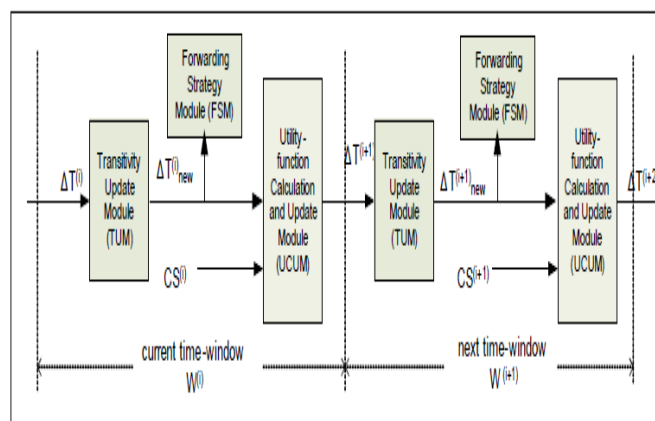 Forwarding
Strategy
Module (FSM)
Forwarding
Strategy
Module (FSM)
Utility-
function
Calculation
and Update
Module
(UCUM)
Utility-
function
Calculation
and Update
Module
(UCUM)
Transitivity
Update
Module
(TUM)
Transitivity
Update
Module
(TUM)
ΔT(i)
ΔT(i)new
ΔT(i+1)
ΔT(i+1)new
ΔT(i+2
CS(i)
CS(i+1)
current time-window
W(i)
next time-window
W(i+1)